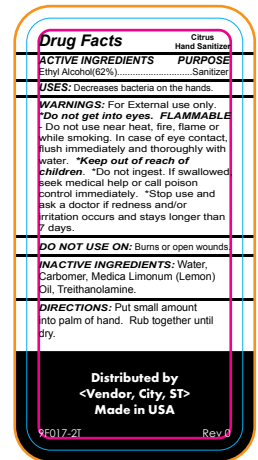 Drug Facts Citrus
Hand Sanitizer
ACTIVE INGREDIENTS PURPOSE
Ethyl Alcohol(62%)..............................Sanitizer
USES: Decreases bacteria on the hands.
WARNINGS: For External use only.
*Do not get into eyes. FLAMMABLE
- Do not use near heat, fire, flame or
while smoking. In case of eye contact,
flush immediately and thoroughly with
water. *Keep out of reach of
children. *Do not ingest. If swallowed,
seek medical help or call poison
control immediately. *Stop use and
ask a doctor if redness and/or
irritation occurs and stays longer than
7 days.
DO NOT USE ON: Burns or open wounds.
INACTIVE INGREDIENTS: Water,
Carbomer, Medica Limonum (Lemon)
Oil, Treithanolamine.
DIRECTIONS: Put small amount
into palm of hand. Rub together until
dry.
Distributed by
<Vendor, City, ST>
Made in USA
9F017-2T Rev 0